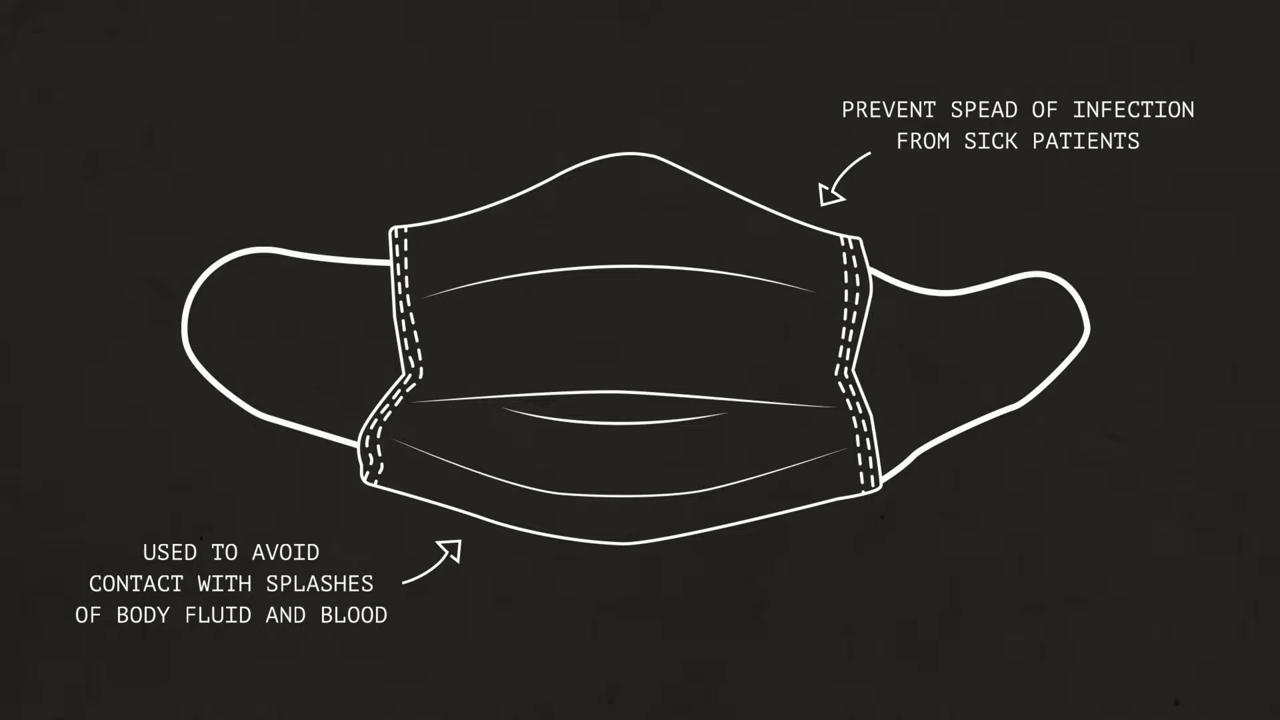 PREVENT SPEAD OF INFECTION
FROM SICK PATIENTS
USED TO AVOID
CONTACT WITH SPLASHES
OF BODY FLUID AND BLOOD